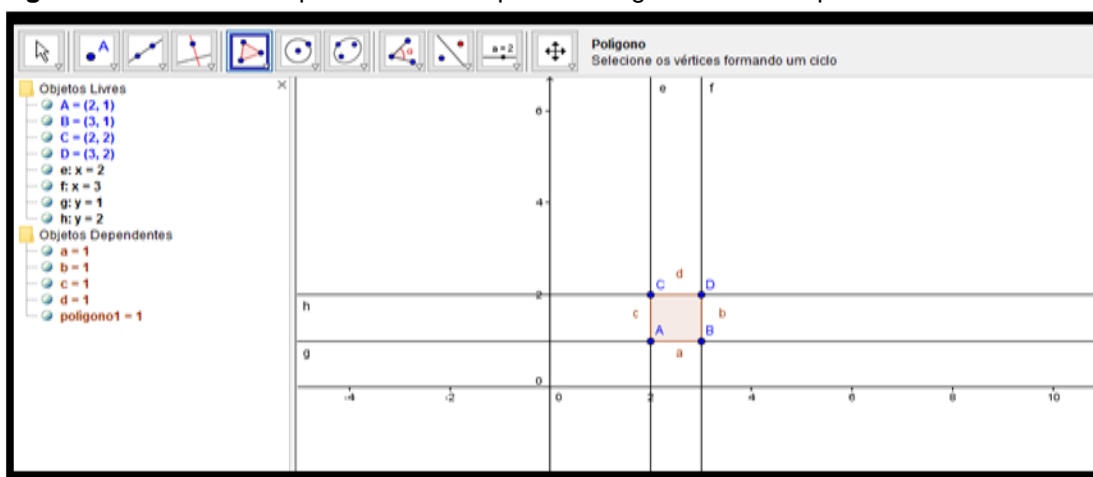 A
a=2
Polígono
Selecione os vértices formando um ciclo
Objetos Livres
A = (2, 1)
B = (3, 1)
C = (2, 2)
D = (3, 2)
e: x = 2
f: x = 3
g: y = 1
h: y = 2
Objetos Dependentes
a = 1
b = 1
c = 1
d = 1
polígono1 = 1
e f
6
4
d
C D
2
h
c b
A B
g
a
0
-4 -2 0 2 4 6 8 10